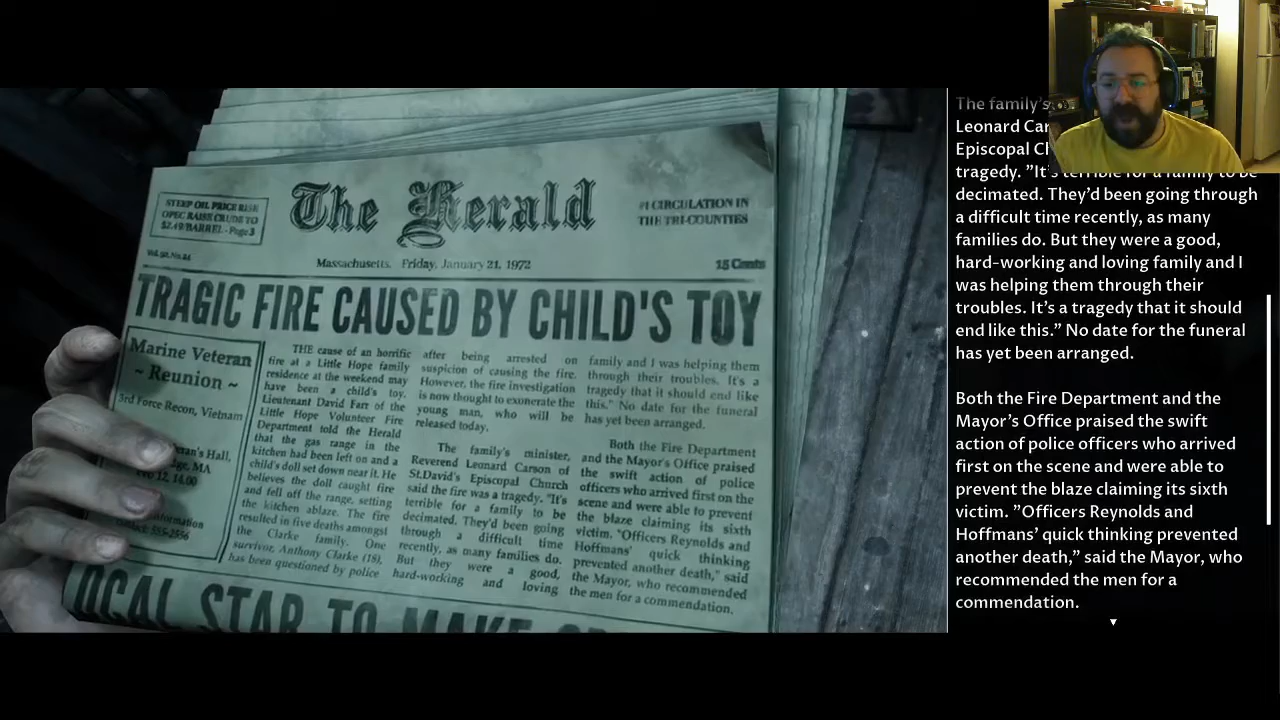 STEEP OIL PRICE RISE
OPEC RAISE CRUDE TO
$2.49/BARREL - Page 3
The Herald
#1 CIRCULATION IN
THE TRI-COUNTIES
Vol. 50, No.
Massachusetts, Friday, January 21, 1972
15 Cents
TRAGIC FIRE CAUSED BY CHILD'S TOY
Marine Veteran
~ Reunion ~
3rd Force Recon, Vietnam
Hall,
MA
12, 14.00
555-2956
THE cause of an horrific
fire at a Little Hope family
residence at the weekend may
have been a child's toy.
Lieutenant David Farr of the
Little Hope Volunteer Fire
Department told the Herald
that the gas range in the
kitchen had been left on and a
child's doll set down near it. He
believes the doll caught fire
and fell off the range, setting
the kitchen ablaze. The fire
resulted in five deaths amongst
the Clarke family. One
survivor, Anthony Clarke (18),
has been questioned by police
after being arrested on
suspicion of causing the fire.
However, the fire investigation
is now thought to exonerate the
young man, who will be
released today.
The family's minister,
Reverend Leonard Carson of
St.David's Episcopal Church
said the fire was a tragedy. "It's
terrible for a family to be
decimated. They'd been going
through a difficult time
recently, as many families do.
But they were a good,
hard-working and loving
family and I was helping them
through their troubles. It's a
tragedy that it should end like
this." No date for the funeral
has yet been arranged.
Both the Fire Department
and the Mayor's Office praised
the swift action of police
officers who arrived first on the
scene and were able to prevent
the blaze claiming its sixth
victim. "Officers Reynolds and
Hoffmans' quick thinking
prevented another death," said
the Mayor, who recommended
the men for a commendation.
OCAL STAR TO MAKE
The family's
Leonard Car
Episcopal Ch
tragedy. "It's terrible for a family to be
decimated. They'd been going through
a difficult time recently, as many
families do. But they were a good,
hard-working and loving family and I
was helping them through their
troubles. It's a tragedy that it should
end like this." No date for the funeral
has yet been arranged.
Both the Fire Department and the
Mayor's Office praised the swift
action of police officers who arrived
first on the scene and were able to
prevent the blaze claiming its sixth
victim. "Officers Reynolds and
Hoffmans' quick thinking prevented
another death," said the Mayor, who
recommended the men for a
commendation.